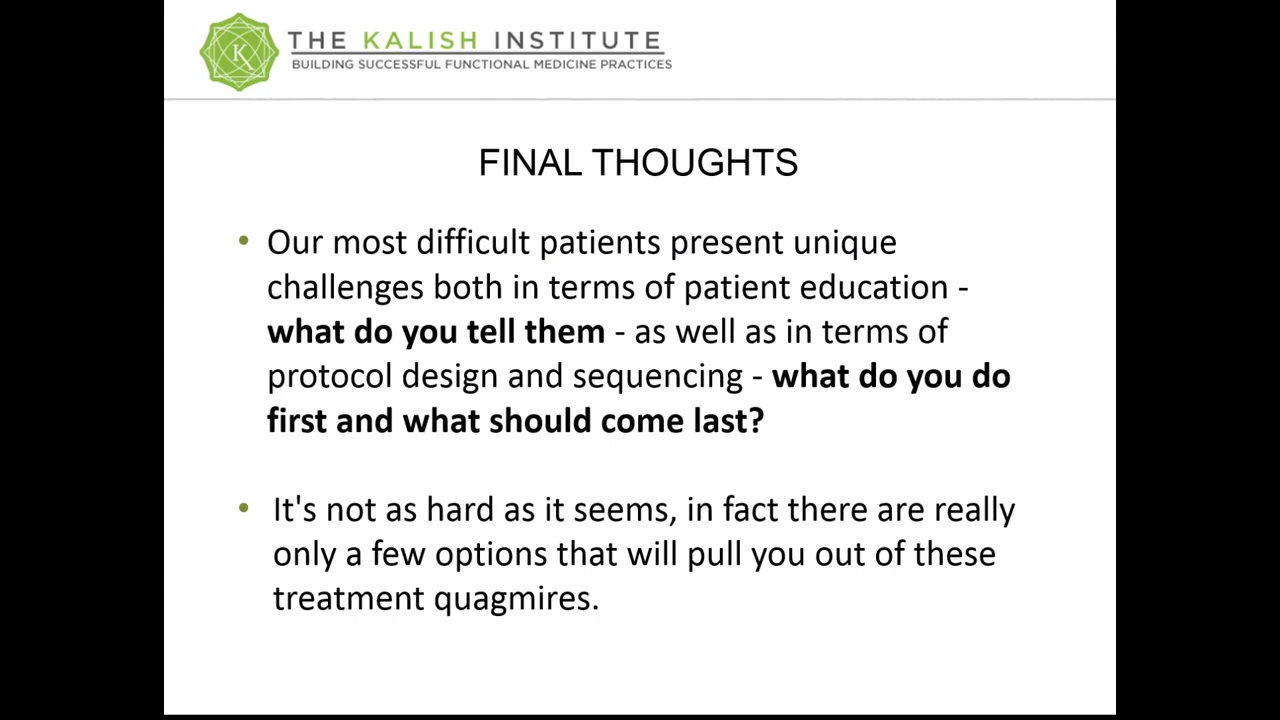 K
THE KALISH INSTITUTE
BUILDING SUCCESSFUL FUNCTIONAL MEDICINE PRACTICES
FINAL THOUGHTS
• Our most difficult patients present unique
challenges both in terms of patient education -
what do you tell them - as well as in terms of
protocol design and sequencing - what do you do
first and what should come last?
• It's not as hard as it seems, in fact there are really
only a few options that will pull you out of these
treatment quagmires.